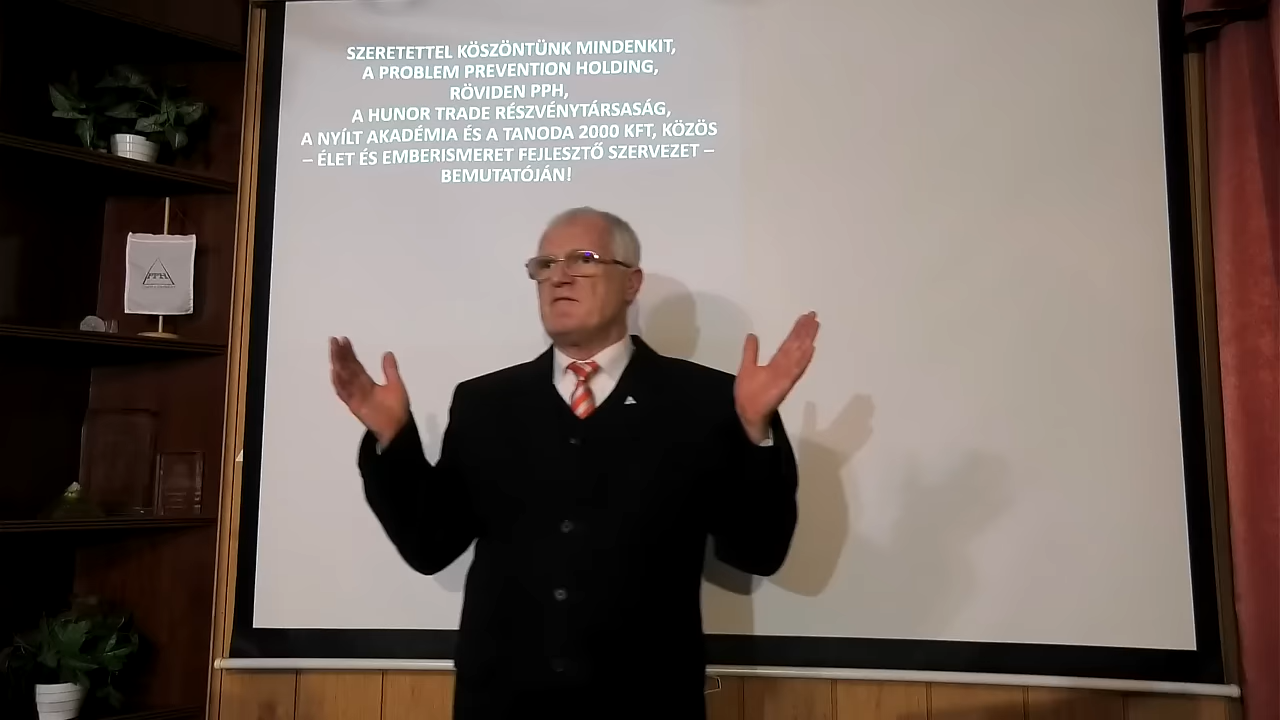 SZERETETTEL KÖSZÖNTÜNK MINDENKIT,
A PROBLEM PREVENTION HOLDING,
RÖVIDEN PPH,
A HUNOR TRADE RÉSZVÉNYTÁRSASÁG,
A NYÍLT AKADÉMIA ÉS A TANODA 2000 KFT, KÖZÖS
– ÉLET ÉS EMBERISMERET FEJLESZTŐ SZERVEZET –
BEMUTATÓJÁN!
PPH